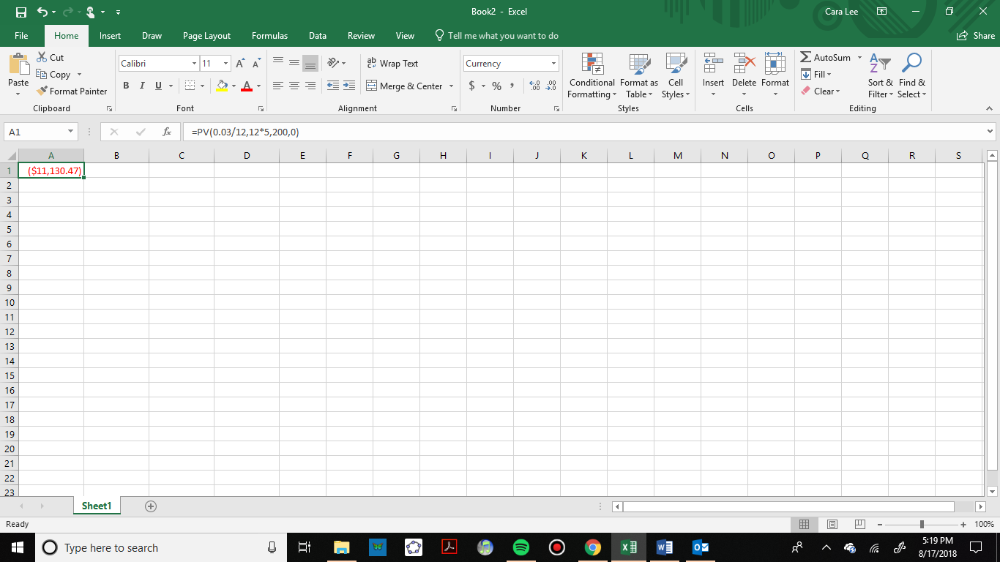 Book2 - Excel
Cara Lee
File Home Insert Draw Page Layout Formulas Data Review View Tell me what you want to do Share
Paste
Cut
Copy
Format Painter
Clipboard
Calibri 11
B I U
Font
Wrap Text
Merge & Center
Alignment
Currency
$ % ,
Number
Conditional Formatting
Format as Table
Cell Styles
Styles
Insert Delete Format
Cells
AutoSum
Fill
Clear
Sort & Filter
Find & Select
Editing
A1 fx =PV(0.03/12,12*5,200,0)
A B C D E F G H I J K L M N O P Q R S
1 ($11,130.47)
2
3
4
5
6
7
8
9
10
11
12
13
14
15
16
17
18
19
20
21
22
23
Sheet1
Ready 100%
Type here to search
5:19 PM
8/17/2018